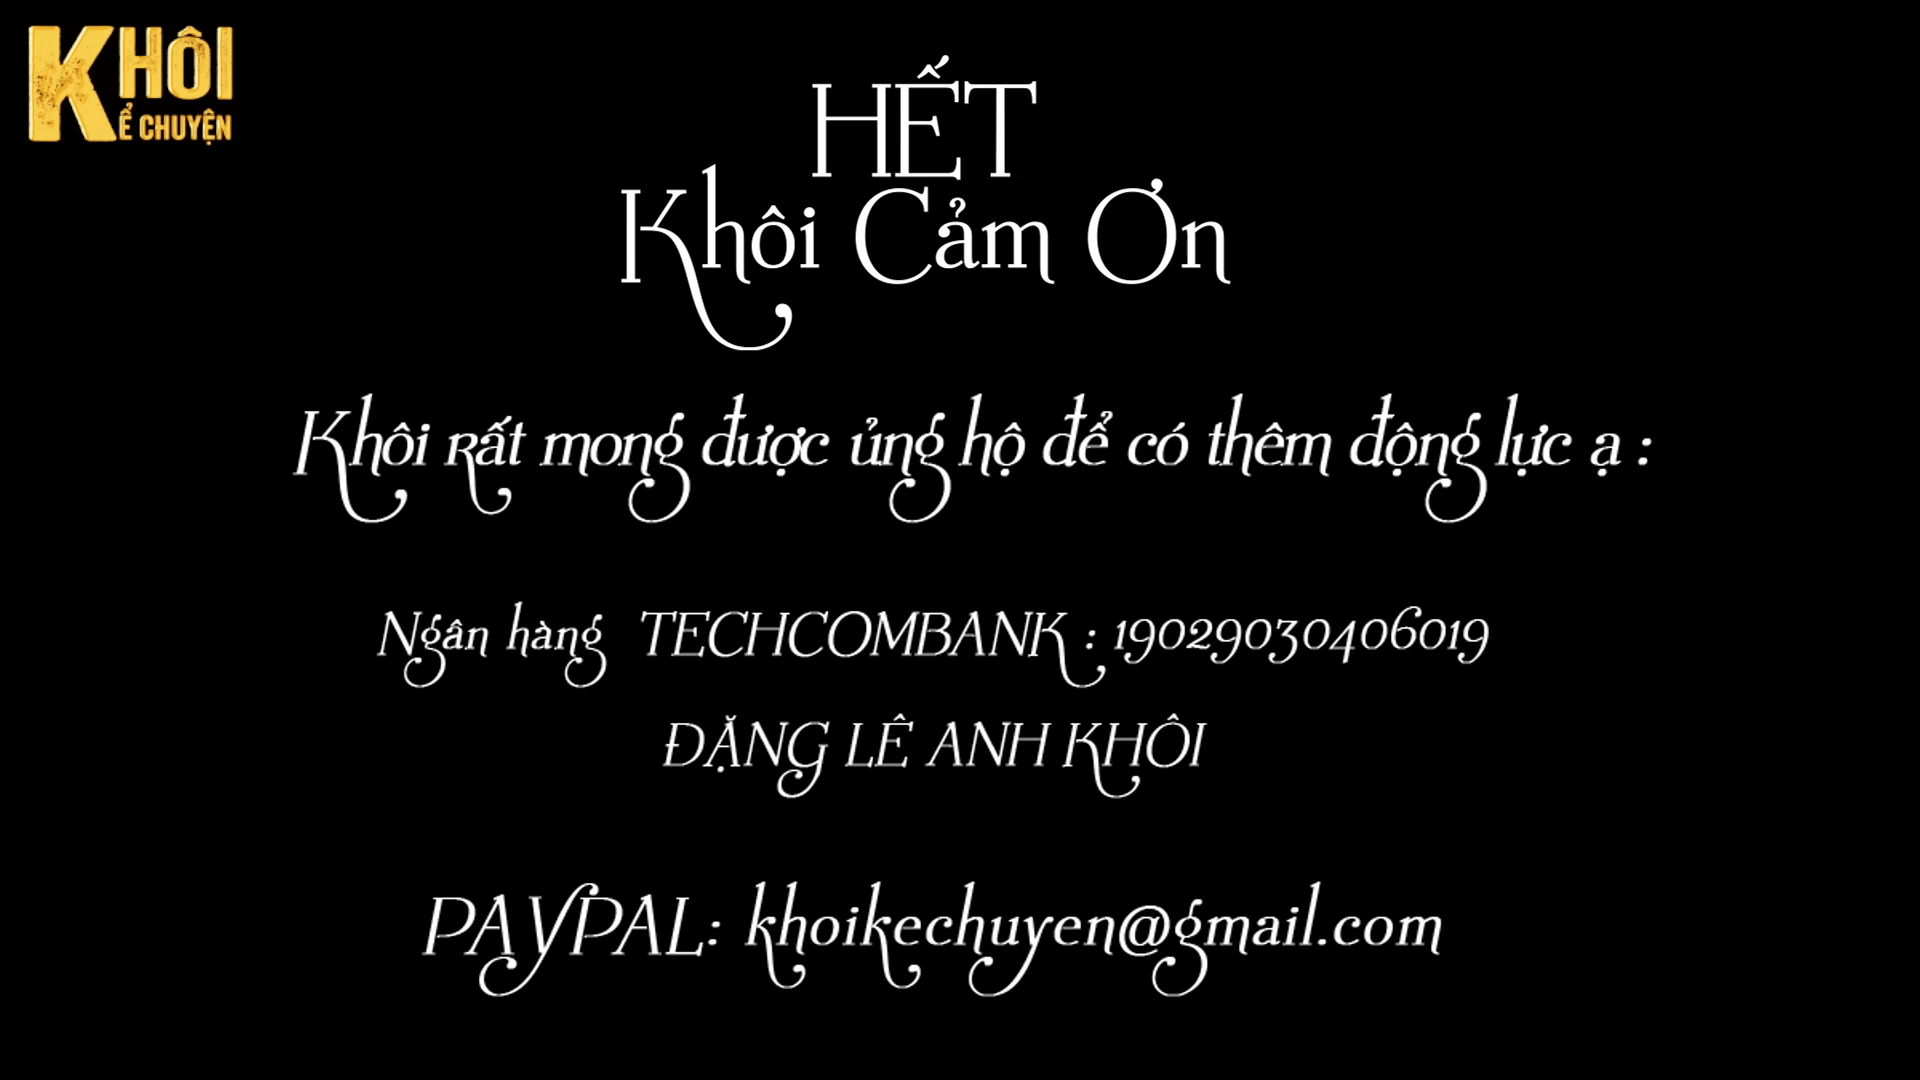 KHÔI
KỂ CHUYỆN
HẾT
Khôi Cảm Ơn
Khôi rất mong được ủng hộ để có thêm động lực ạ :
Ngân hàng TECHCOMBANK : 19029030406019
ĐẶNG LÊ ANH KHÔI
PAYPAL: khoikechuyen@gmail.com